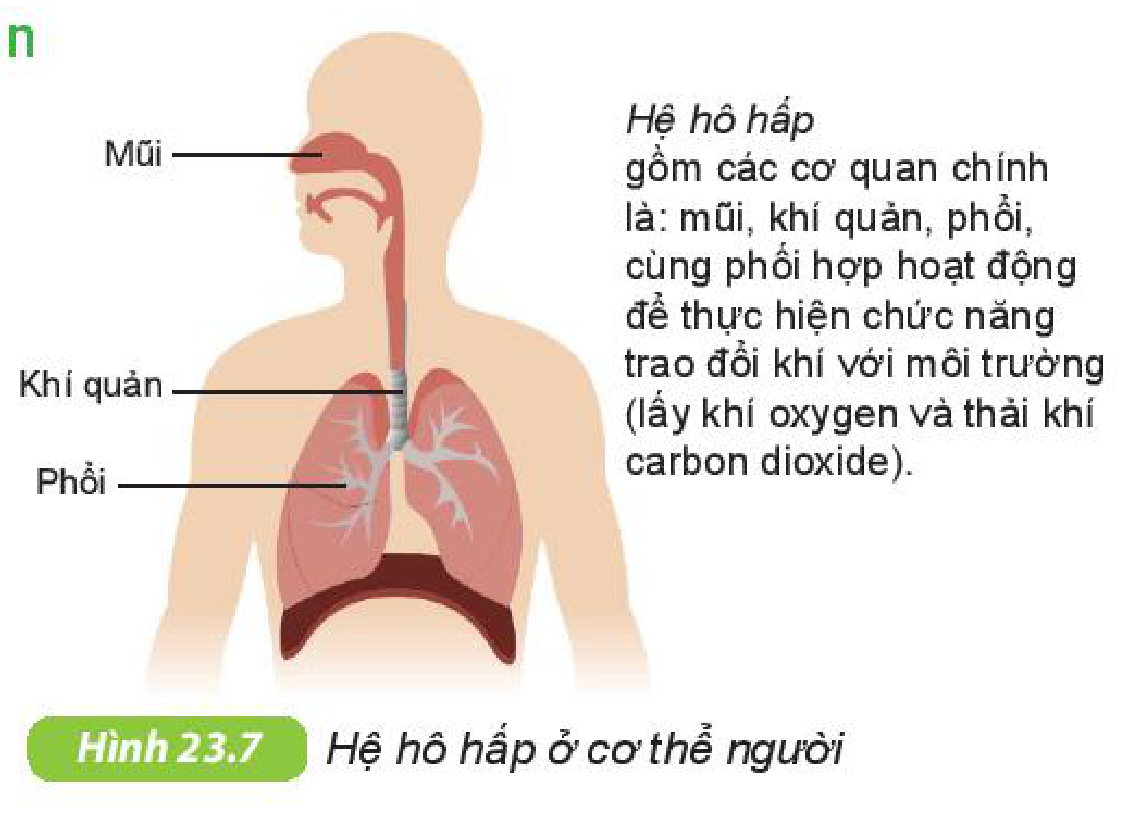 n
Mũi
Khí quản
Phổi
Hệ hô hấp
gồm các cơ quan chính
là: mũi, khí quản, phổi,
cùng phối hợp hoạt động
để thực hiện chức năng
trao đổi khí với môi trường
(lấy khí oxygen và thải khí
carbon dioxide).
Hình 23.7 Hệ hô hấp ở cơ thể người